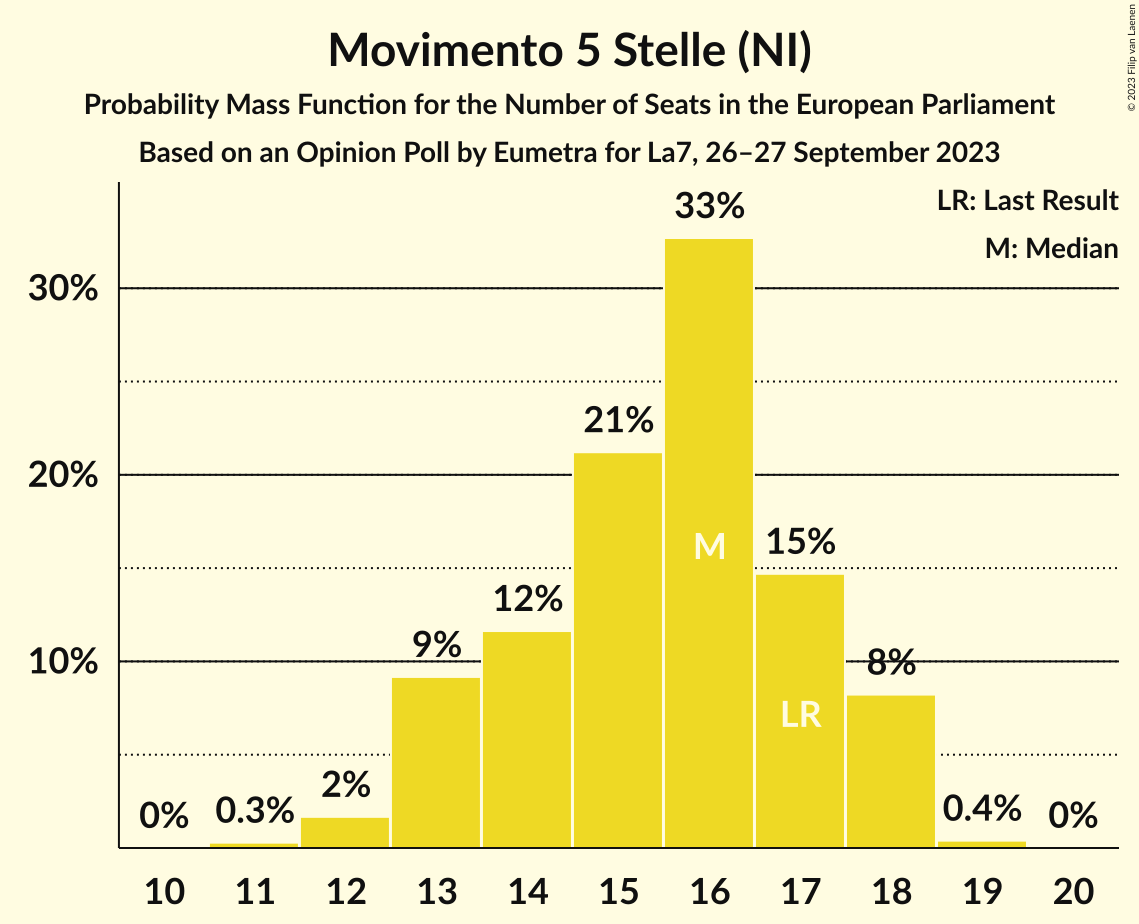 Movimento 5 Stelle (NI)
Probability Mass Function for the Number of Seats in the European Parliament
Based on an Opinion Poll by Eumetra for La7, 26–27 September 2023
© 2023 Filip van Laenen
LR: Last Result
M: Median
30%
20%
10%
0%
0.3%
2%
9%
12%
21%
33%
15%
8%
0.4%
0%
M
LR
10 11 12 13 14 15 16 17 18 19 20